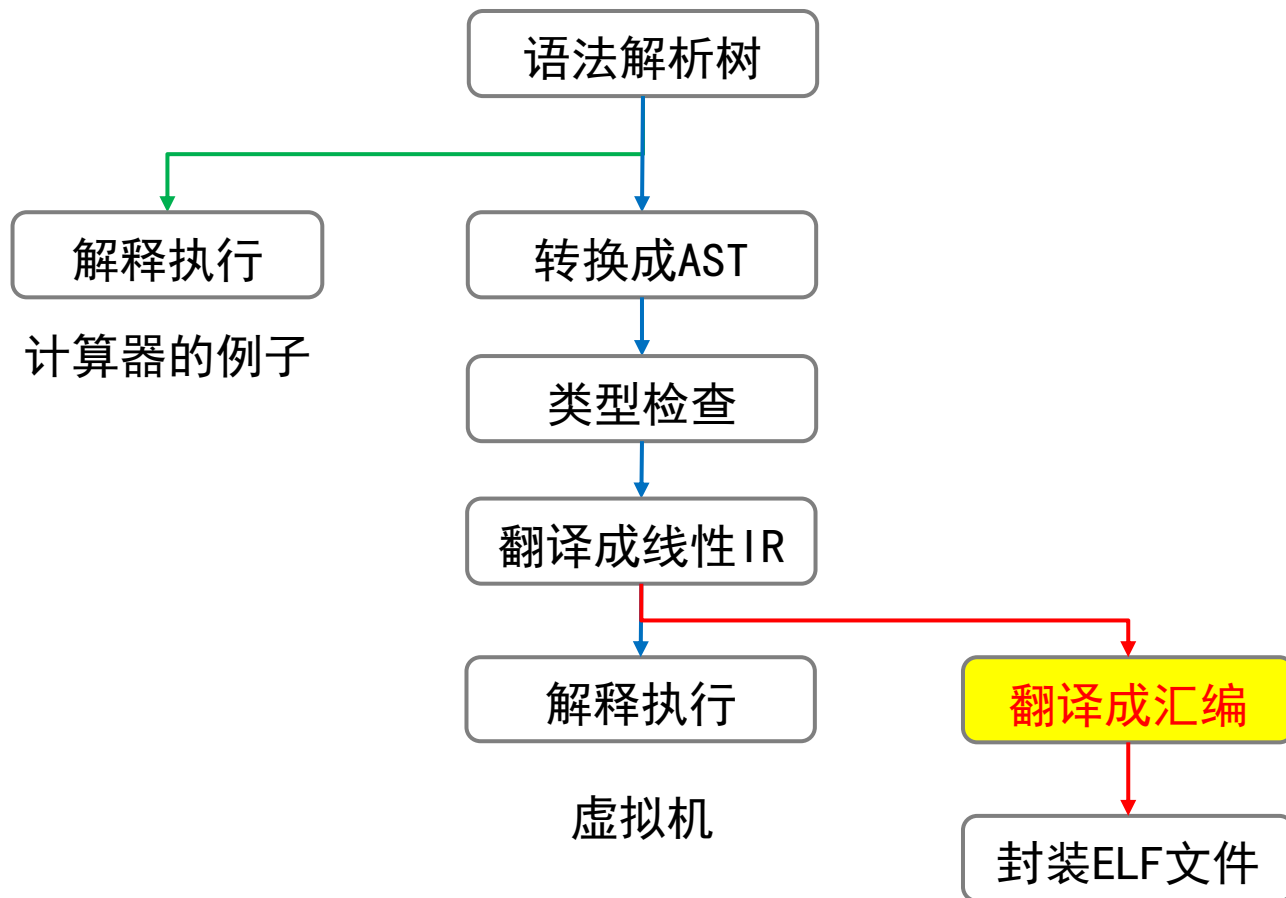 语法解析树
解释执行
转换成AST
计算器的例子
类型检查
翻译成线性IR
解释执行
翻译成汇编
虚拟机
封装ELF文件